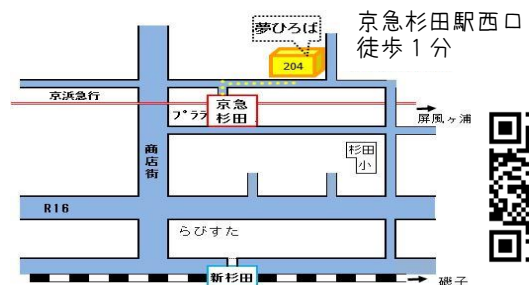 京急杉田駅西口
徒歩1分
夢ひろば
204
京浜急行
プララ
京急
杉田
屏風ヶ浦
商店街
杉田
小
R16
らびすた
新杉田
磯子